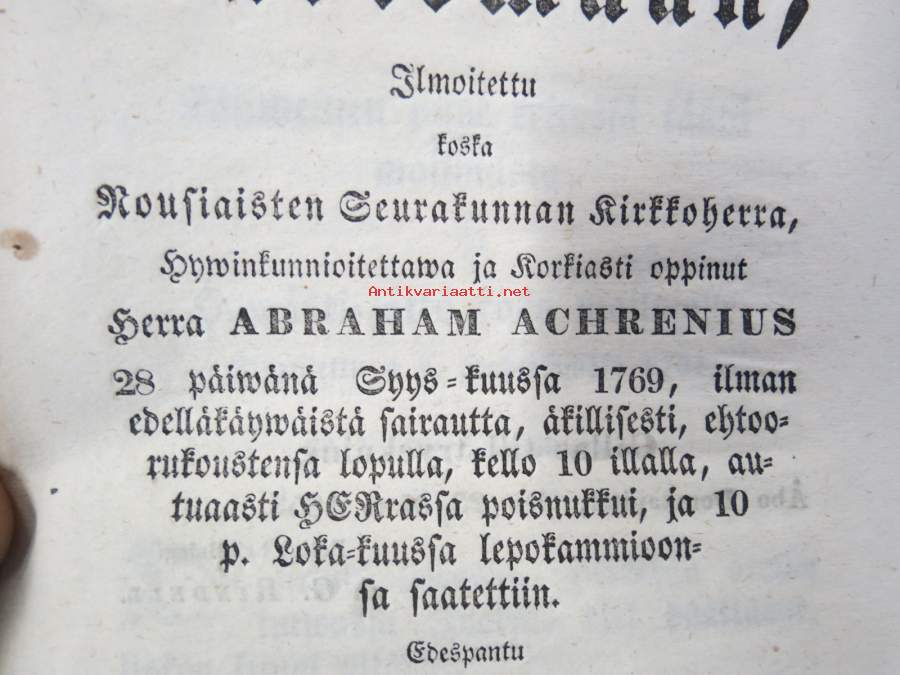 Ilmoitettu
koska
Nousiaisten Seurakunnan Kirkkoherra,
Hywinkunnioitettawa ja Korkiasti oppinut
Antikvariaatti.net
Herra ABRAHAM ACHRENIUS
28 päiwänä Syys-kuussa 1769, ilman
edelläkäywäistä sairautta, äkillisesti, ehtoo-
rukoustensa lopulla, kello 10 illalla, au-
tuaasti HERrassa poisnukkui, ja 10
p. Loka-kuussa lepokammioon-
sa saatettiin.
Edespantu